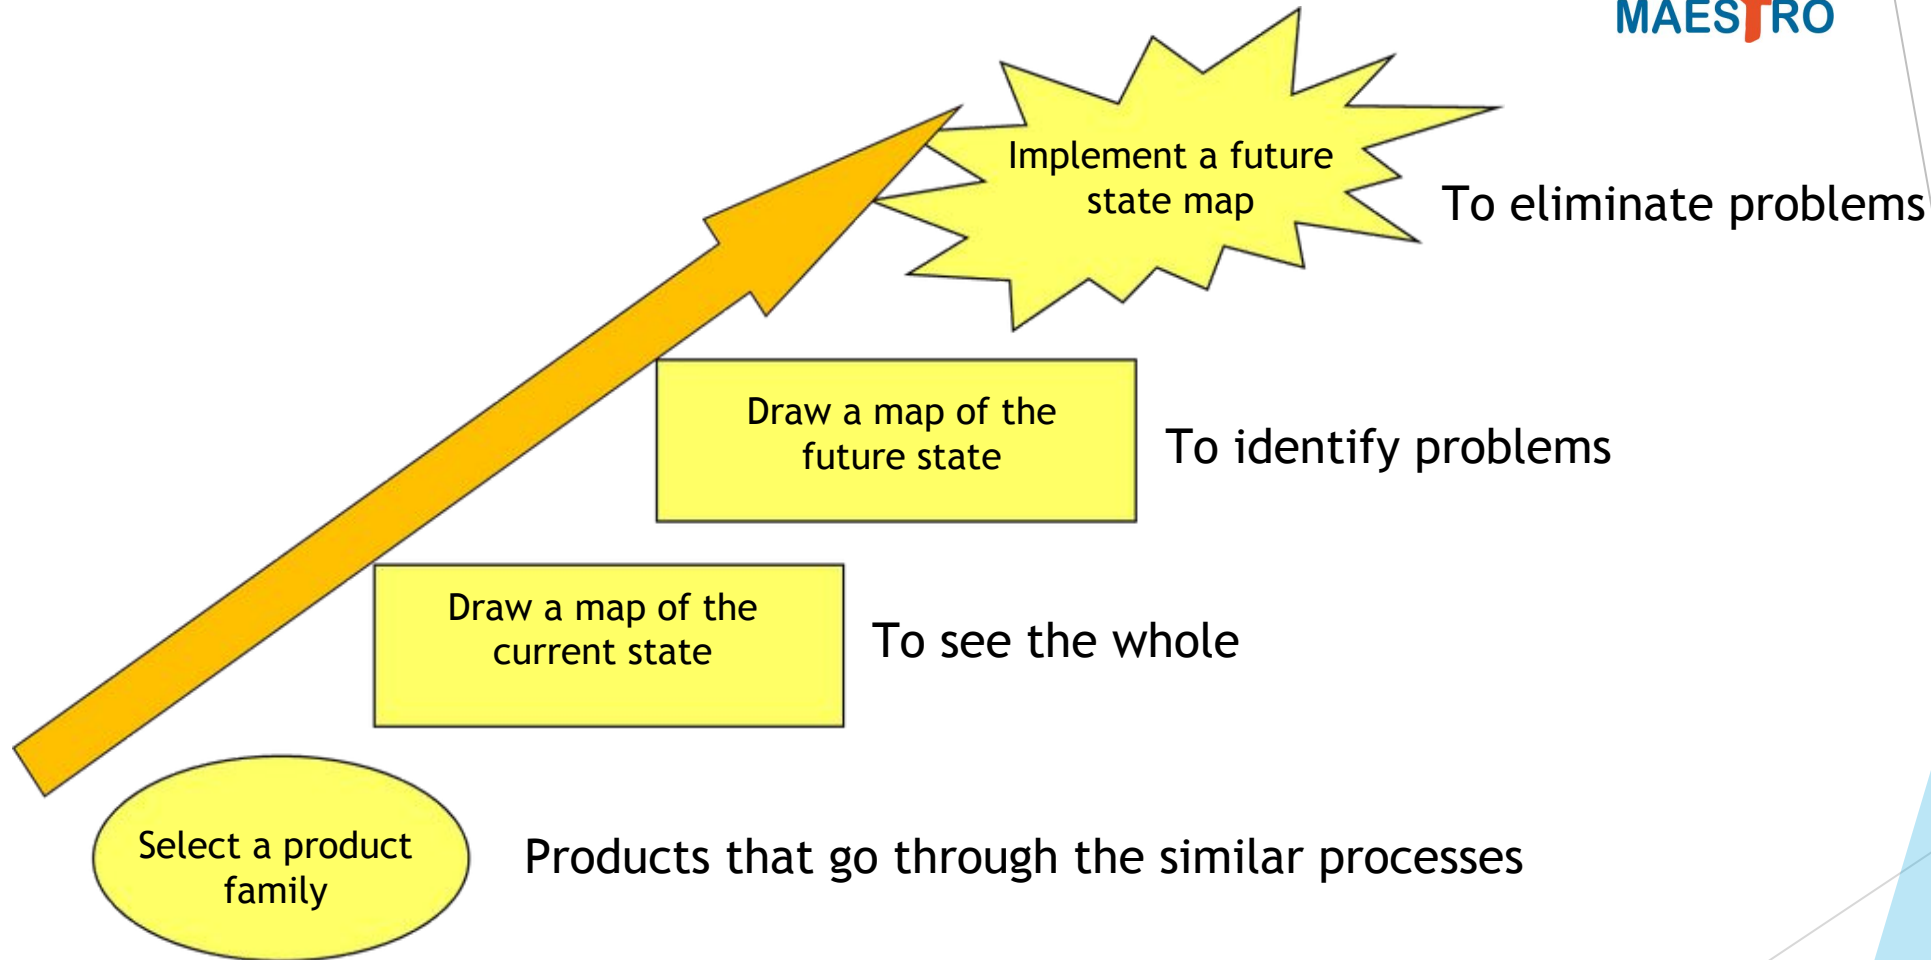 MAESTRO
Implement a future
state map
To eliminate problems
Draw a map of the
future state
To identify problems
Draw a map of the
current state
To see the whole
Select a product
family
Products that go through the similar processes